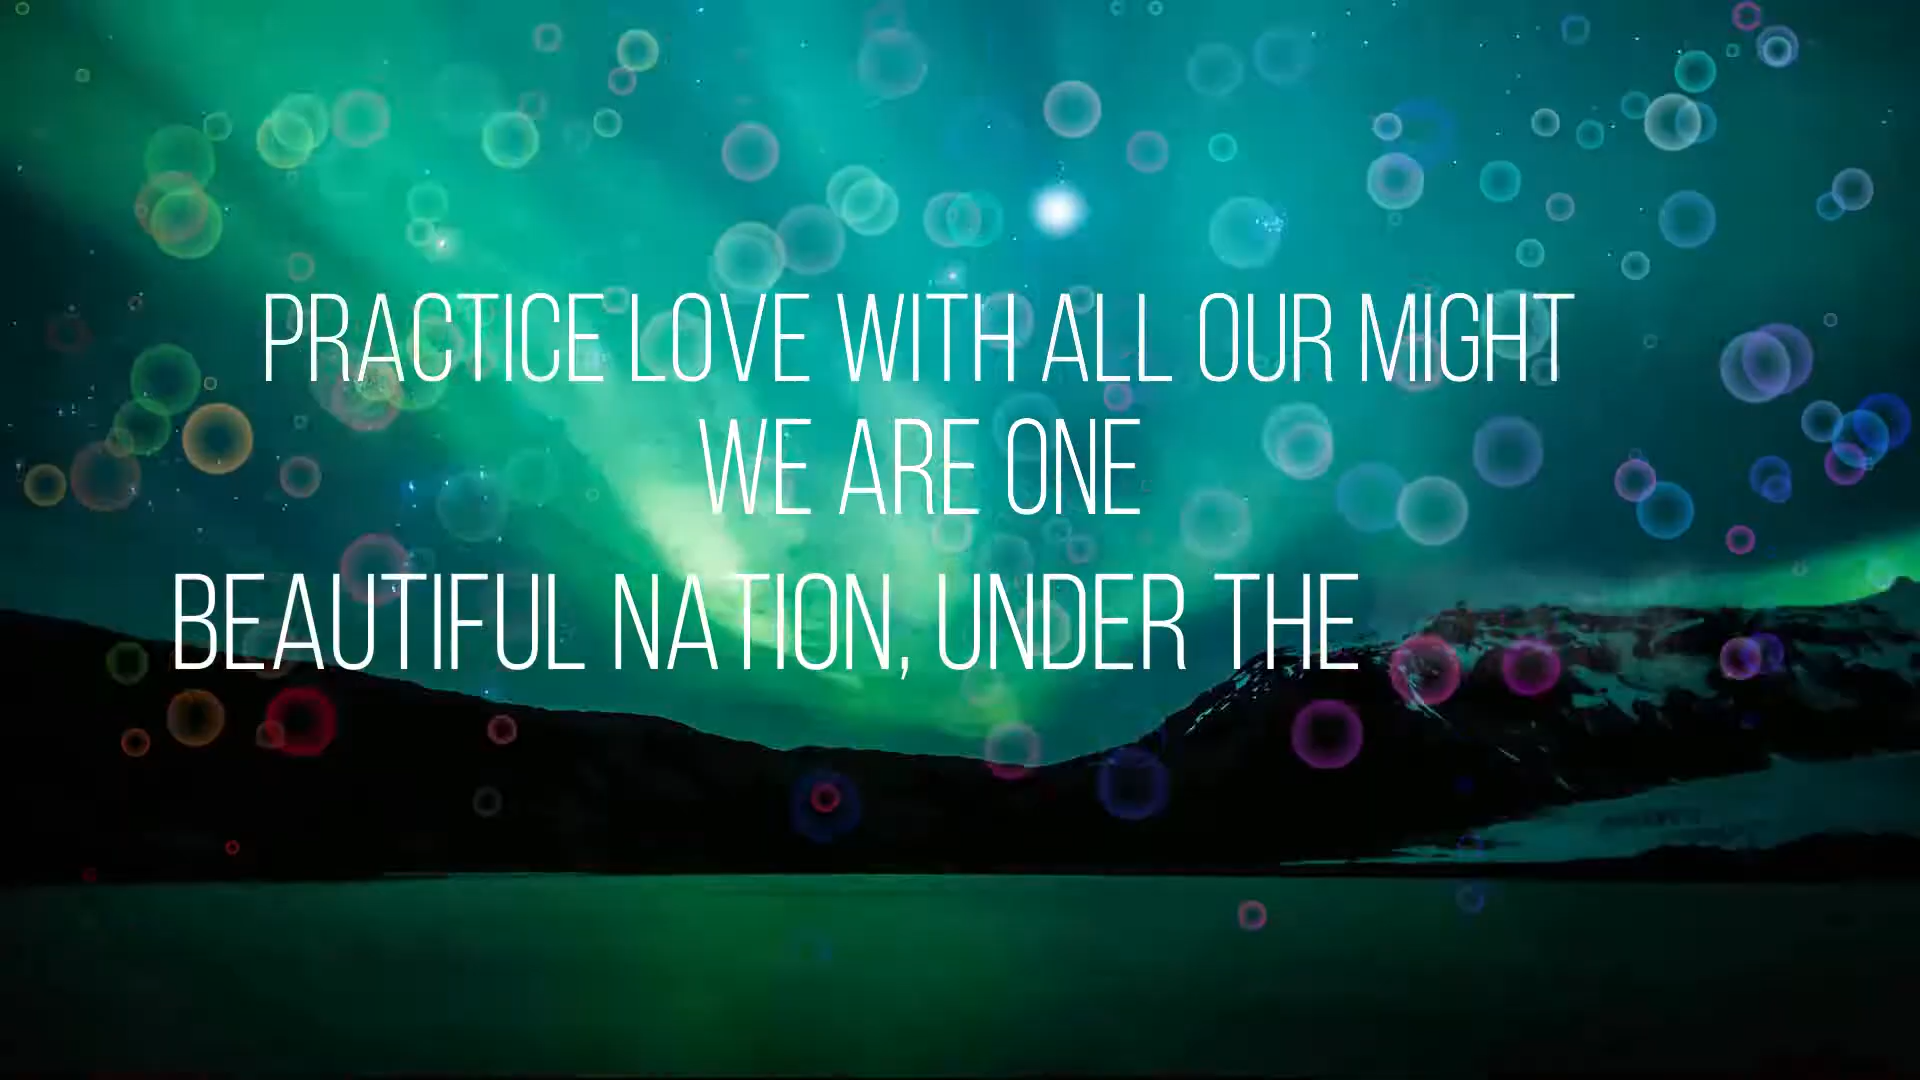 PRACTICE LOVE WITH ALL OUR MIGHT
WE ARE ONE
BEAUTIFUL NATION, UNDER THE